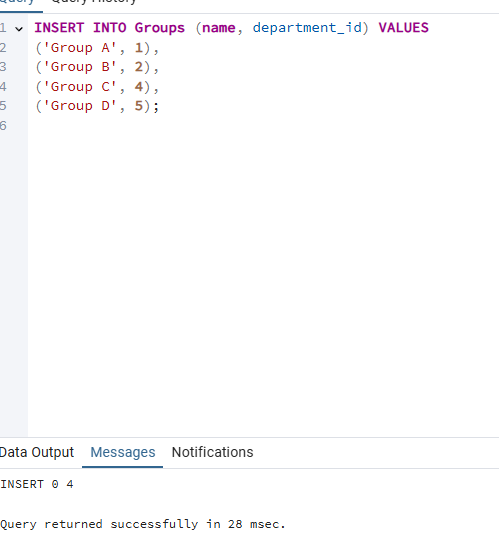 Query Query History
1 INSERT INTO Groups (name, department_id) VALUES
2 ('Group A', 1),
3 ('Group B', 2),
4 ('Group C', 4),
5 ('Group D', 5);
6
Data Output Messages Notifications
INSERT 0 4
Query returned successfully in 28 msec.